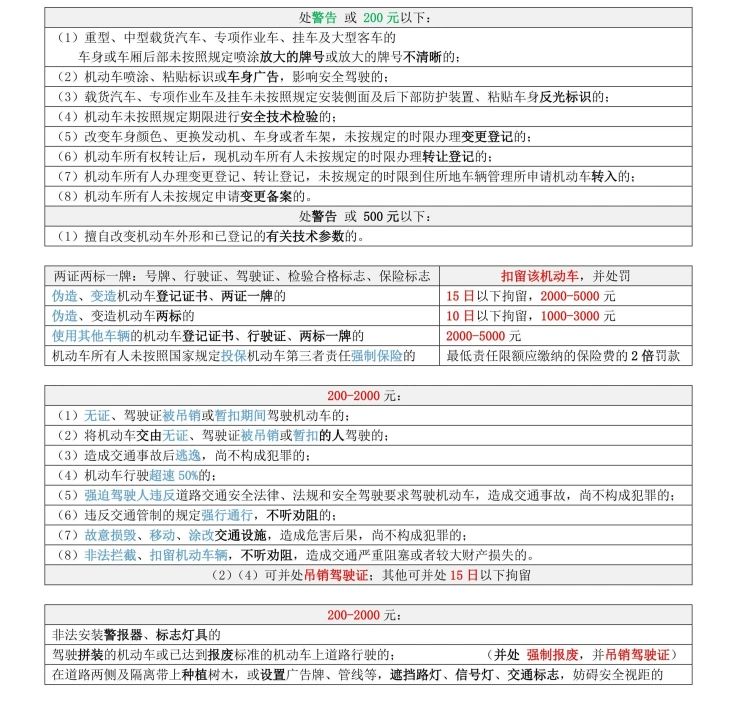 处警告 或 200 元以下：
（1）重型、中型载货汽车、专项作业车、挂车及大型客车的
车身或车厢后部未按照规定喷涂放大的牌号或放大的牌号不清晰的；
（2）机动车喷涂、粘贴标识或车身广告，影响安全驾驶的；
（3）载货汽车、专项作业车及挂车未按照规定安装侧面及后下部防护装置、粘贴车身反光标识的；
（4）机动车未按照规定期限进行安全技术检验的；
（5）改变车身颜色、更换发动机、车身或者车架，未按规定的时限办理变更登记的；
（6）机动车所有权转让后，现机动车所有人未按规定的时限办理转让登记的；
（7）机动车所有人办理变更登记、转让登记，未按规定的时限到住所地车辆管理所申请机动车转入的；
（8）机动车所有人未按规定申请变更备案的。
处警告 或 500 元以下：
（1）擅自改变机动车外形和已登记的有关技术参数的。
两证两标一牌：号牌、行驶证、驾驶证、检验合格标志、保险标志 扣留该机动车，并处罚
伪造、变造机动车登记证书、两证一牌的 15 日以下拘留，2000-5000 元
伪造、变造机动车两标的 10 日以下拘留，1000-3000 元
使用其他车辆的机动车登记证书、行驶证、两标一牌的 2000-5000 元
机动车所有人未按照国家规定投保机动车第三者责任强制保险的 最低责任限额应缴纳的保险费的 2 倍罚款
200-2000 元：
（1）无证、驾驶证被吊销或暂扣期间驾驶机动车的；
（2）将机动车交由无证、驾驶证被吊销或暂扣的人驾驶的；
（3）造成交通事故后逃逸，尚不构成犯罪的；
（4）机动车行驶超速 50%的；
（5）强迫驾驶人违反道路交通安全法律、法规和安全驾驶要求驾驶机动车，造成交通事故，尚不构成犯罪的；
（6）违反交通管制的规定强行通行，不听劝阻的；
（7）故意损毁、移动、涂改交通设施，造成危害后果，尚不构成犯罪的；
（8）非法拦截、扣留机动车辆，不听劝阻，造成交通严重阻塞或者较大财产损失的。
（2）（4）可并处吊销驾驶证；其他可并处 15 日以下拘留
200-2000 元：
非法安装警报器、标志灯具的
驾驶拼装的机动车或已达到报废标准的机动车上道路行驶的； （并处 强制报废，并吊销驾驶证）
在道路两侧及隔离带上种植树木，或设置广告牌、管线等，遮挡路灯、信号灯、交通标志，妨碍安全视距的